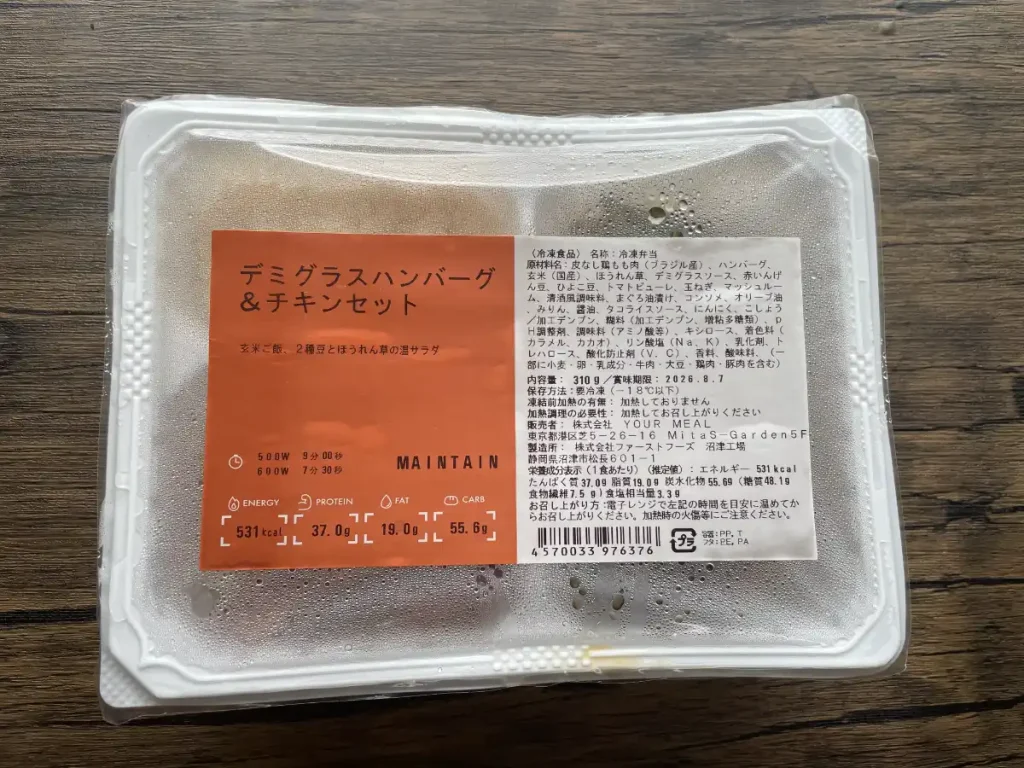 デミグラスハンバーグ
&チキンセット
玄米ご飯、2種豆とほうれん草の温サラダ
500W 9分00秒
600W 7分30秒
MAINTAIN
ENERGY PROTEIN FAT CARB
531kcal 37.0g 19.0g 55.6g
(冷凍食品) 名称:冷凍弁当
原材料名:皮なし鶏もも肉(ブラジル産)、ハンバーグ、
玄米(国産)、ほうれん草、デミグラスソース、赤いんげ
ん豆、ひよこ豆、トマトピューレ、玉ねぎ、マッシュルー
ム、清酒風調味料、まぐろ油漬け、コンソメ、オリーブ油
、みりん、醤油、タコライスソース、にんにく、こしょう
/加工デンプン、糊料(加工デンプン、増粘多糖類)、p
H調整剤、調味料(アミノ酸等)、キシロース、着色料(
カラメル、カカオ)、リン酸塩(Na、K)、乳化剤、ト
レハロース、酸化防止剤(V.C)、香料、酸味料、(一
部に小麦・卵・乳成分・牛肉・大豆・鶏肉・豚肉を含む)
内容量: 310g/賞味期限:2026.8.7
保存方法:要冷凍(-18℃以下)
凍結前加熱の有無: 加熱しておりません
加熱調理の必要性: 加熱してお召し上がりください
販売者: 株式会社 YOUR MEAL
東京都港区芝5-26-16 MitaS-Garden5F
製造所: 株式会社ファーストフーズ 沼津工場
静岡県沼津市松長601-1
栄養成分表示(1食あたり)(推定値):エネルギー 531kcal
たんぱく質37.0g 脂質19.0g 炭水化物55.6g(糖質48.1g
食物繊維7.5g)食塩相当量3.3g
お召し上がり方:電子レンジで左記の時間を目安に温めてか
らお召し上がりください。加熱時の火傷等にご注意ください。
4570033 976376
プラ
容器:PP,T
フタ:PE,PA